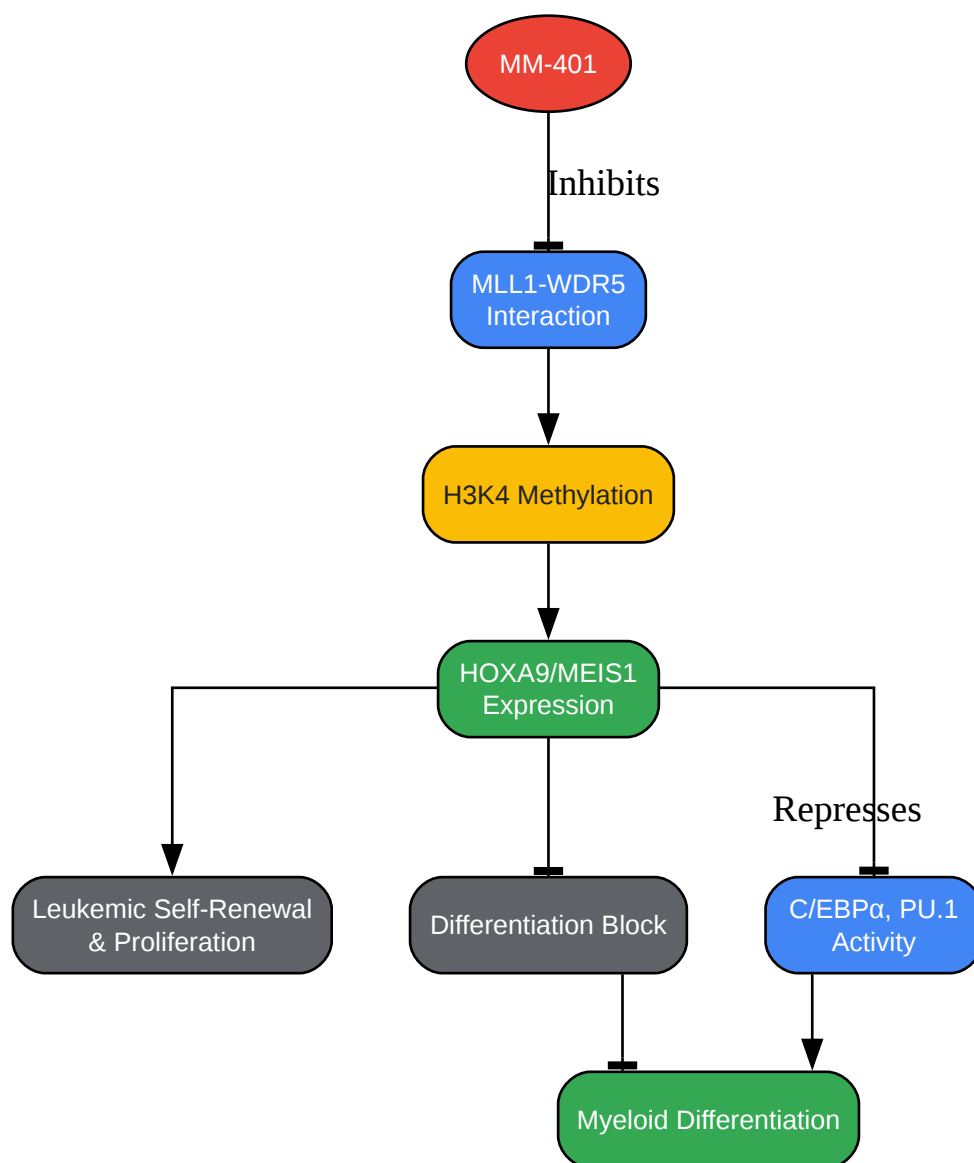 MM-401
Inhibits
MLL1-WDR5
Interaction
H3K4 Methylation
HOXA9/MEIS1
Expression
Represses
Leukemic Self-Renewal
& Proliferation
Differentiation Block
C/EBPα, PU.1
Activity
Myeloid Differentiation